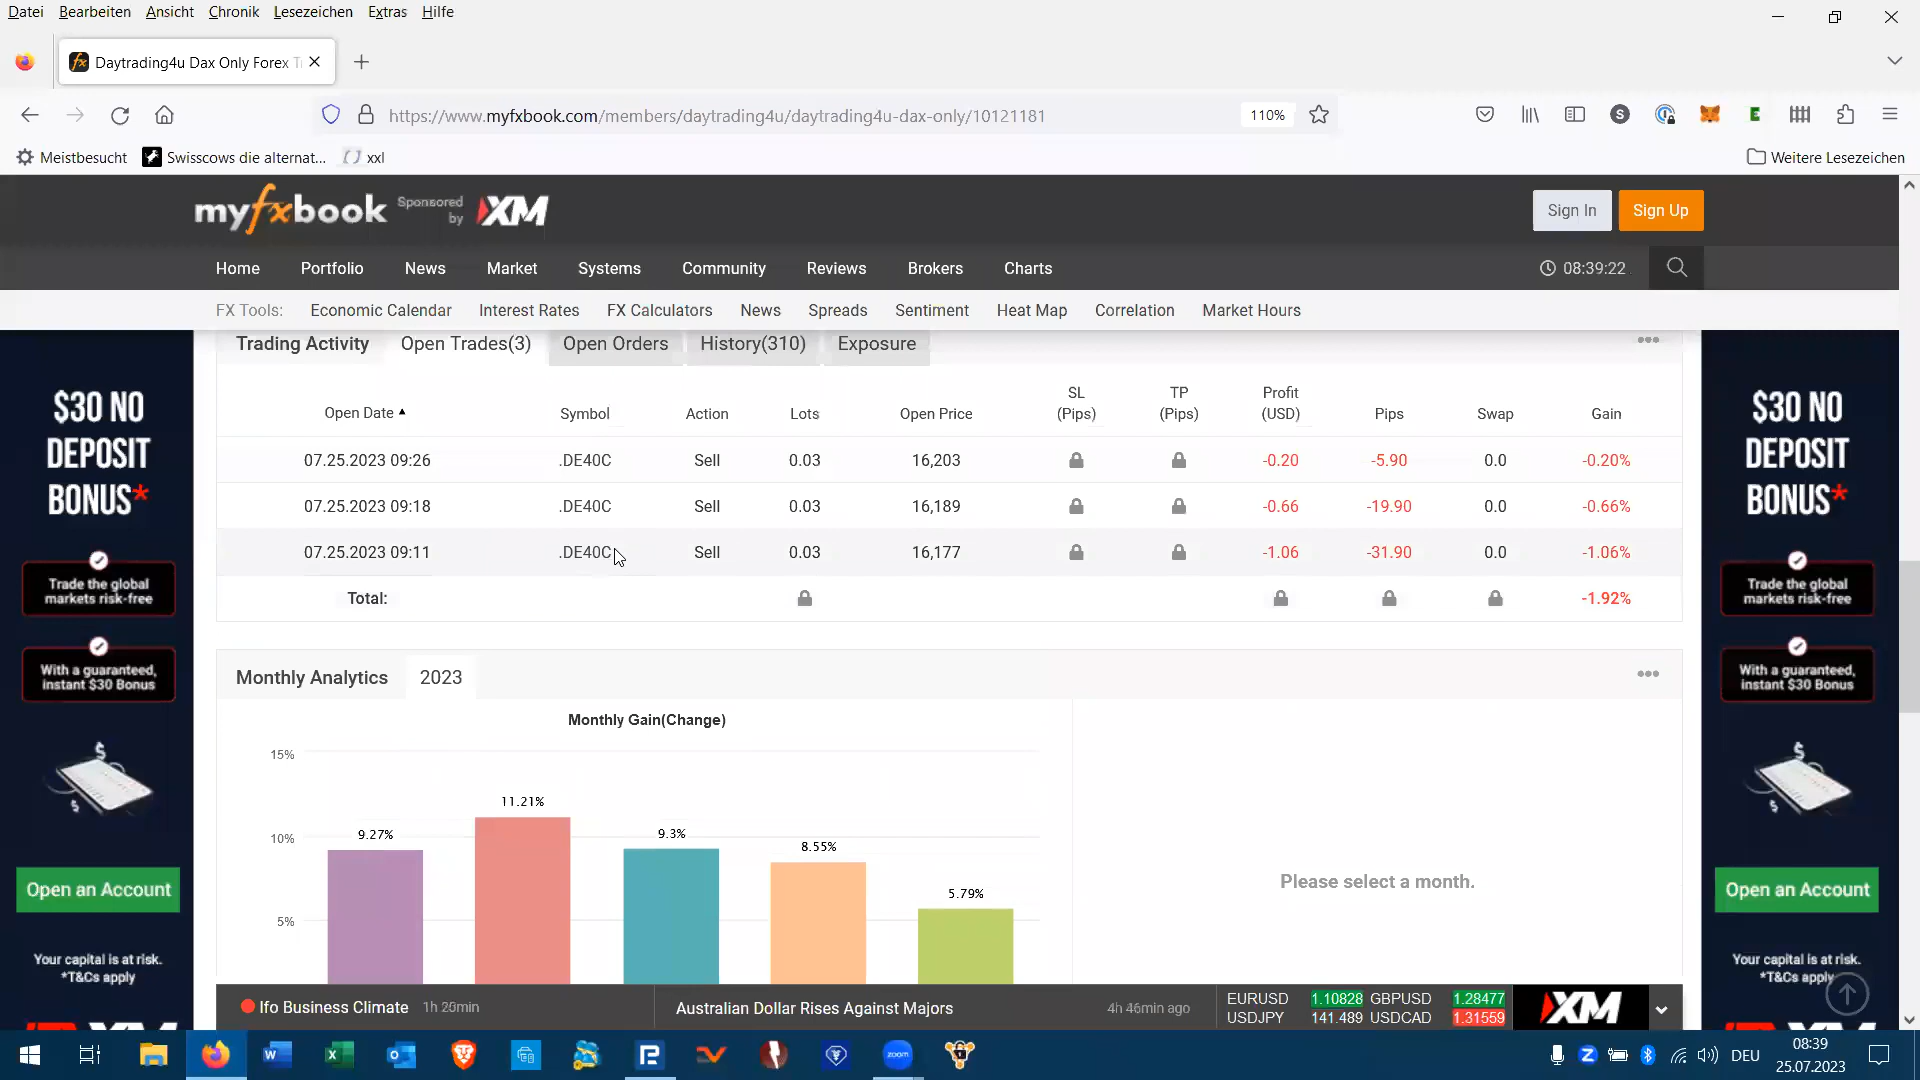 Datei Bearbeiten Ansicht Chronik Lesezeichen Extras Hilfe
Daytrading4u Dax Only Forex T
https://www.myfxbook.com/members/daytrading4u/daytrading4u-dax-only/10121181 110%
Meistbesucht Swisscows die alternat... xxl Weitere Lesezeichen
myfxbook Sponsored by XM Sign In Sign Up
Home Portfolio News Market Systems Community Reviews Brokers Charts 08:39:22
FX Tools: Economic Calendar Interest Rates FX Calculators News Spreads Sentiment Heat Map Correlation Market Hours
Trading Activity Open Trades(3) Open Orders History(310) Exposure
Open Date Symbol Action Lots Open Price SL (Pips) TP (Pips) Profit (USD) Pips Swap Gain
07.25.2023 09:26 .DE40C Sell 0.03 16,203 -0.20 -5.90 0.0 -0.20%
07.25.2023 09:18 .DE40C Sell 0.03 16,189 -0.66 -19.90 0.0 -0.66%
07.25.2023 09:11 .DE40C Sell 0.03 16,177 -1.06 -31.90 0.0 -1.06%
Total: -1.92%
Monthly Analytics 2023
Monthly Gain(Change)
15%
10%
5%
9.27%
11.21%
9.3%
8.55%
5.79%
Please select a month.
$30 NO
DEPOSIT
BONUS*
Trade the global
markets risk-free
With a guaranteed,
instant $30 Bonus
Open an Account
Your capital is at risk.
*T&Cs apply
$30 NO
DEPOSIT
BONUS*
Trade the global
markets risk-free
With a guaranteed,
instant $30 Bonus
Open an Account
Your capital is at risk.
*T&Cs apply
Ifo Business Climate 1h 26min Australian Dollar Rises Against Majors 4h 46min ago
EURUSD 1.10828 GBPUSD 1.28477
USDJPY 141.489 USDCAD 1.31559
XM
zoom
DEU
08:39
25.07.2023